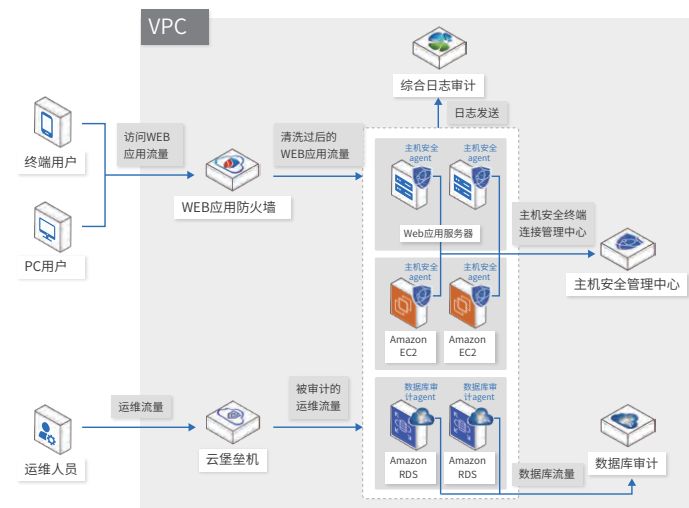 VPC
综合日志审计
日志发送
终端用户
访问WEB
应用流量
清洗过后的
WEB应用流量
WEB应用防火墙
PC用户
主机安全
agent
主机安全
agent
Web应用服务器
主机安全终端
连接管理中心
主机安全管理中心
主机安全
agent
主机安全
agent
Amazon
EC2
Amazon
EC2
运维人员
运维流量
云堡垒机
被审计的
运维流量
数据库审
计agent
数据库审
计agent
Amazon
RDS
Amazon
RDS
数据库流量
数据库审计